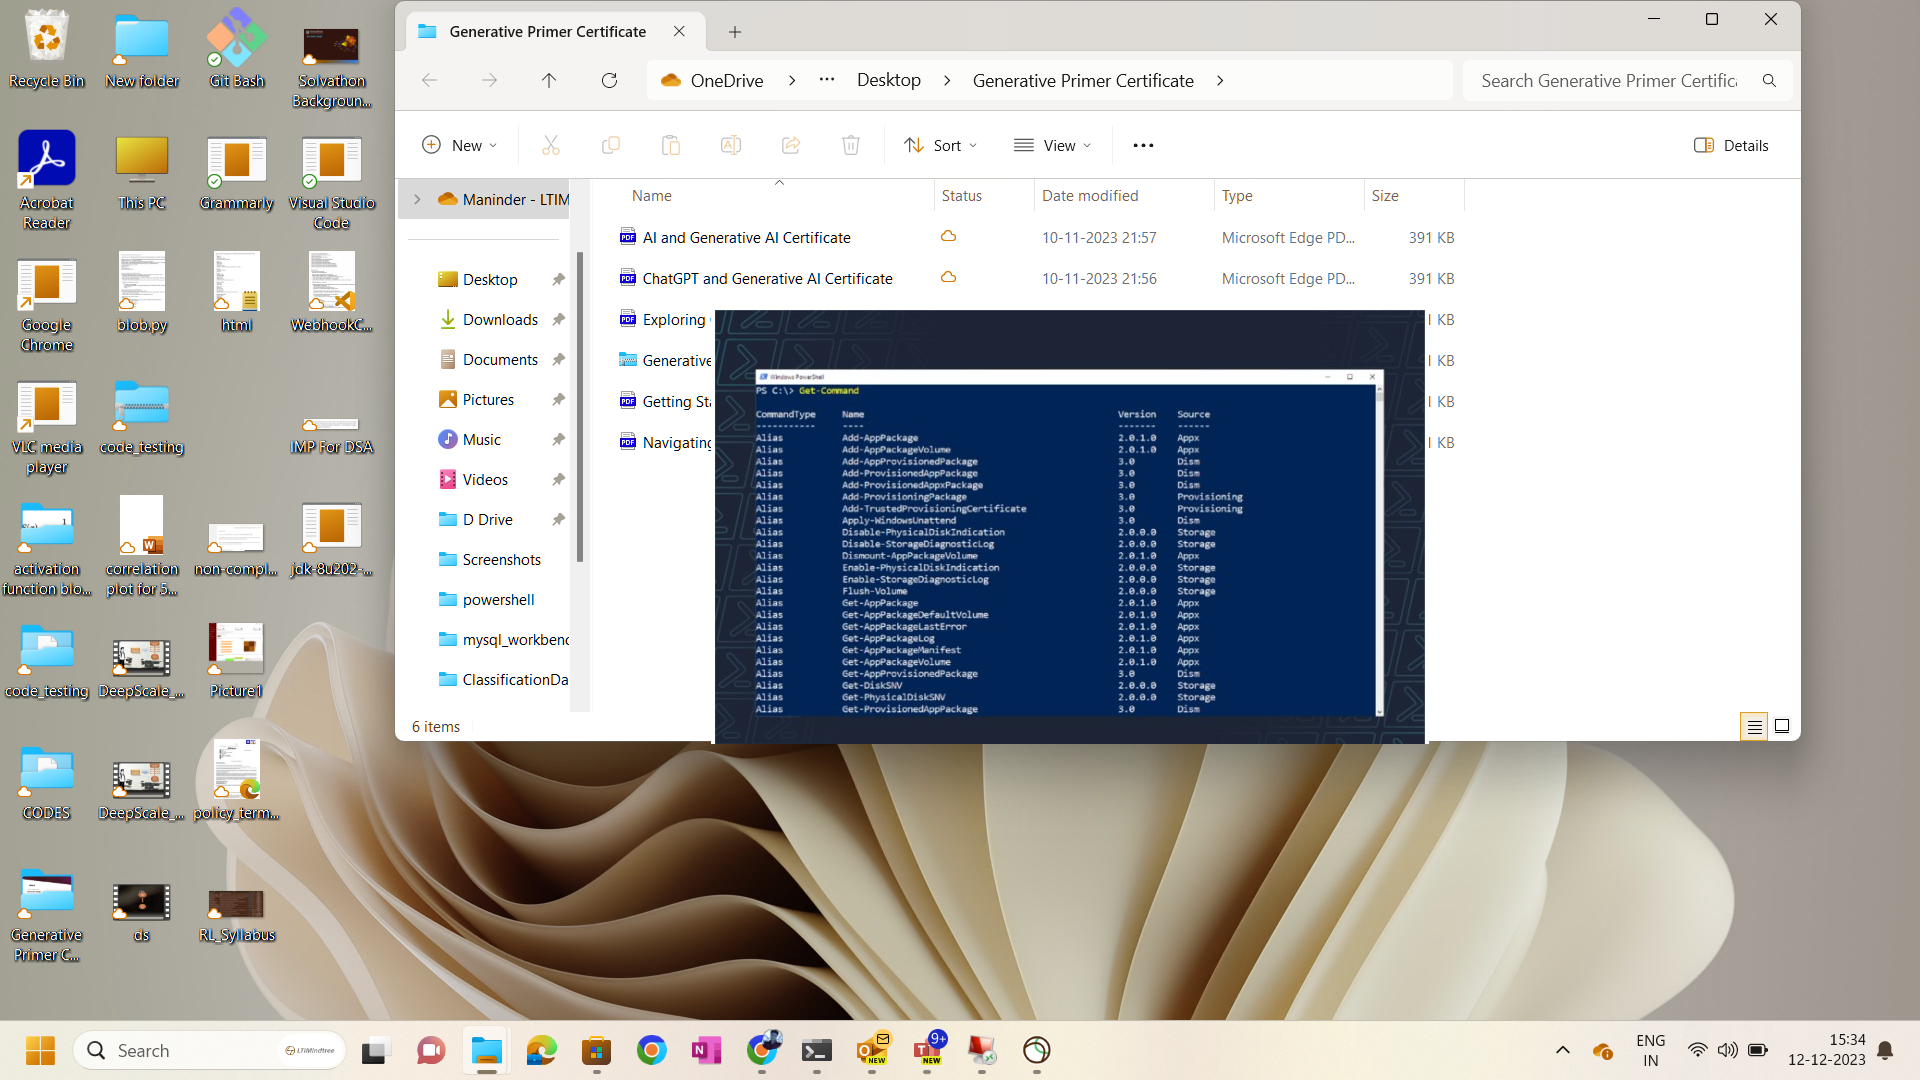 Recycle Bin
New folder
Git Bash
Solvathon
Backgroun...
Acrobat
Reader
This PC
Grammarly
Visual Studio
Code
Google
Chrome
blob.py
html
WebhookC...
VLC media
player
code_testing
IMP For DSA
activation
function blo...
correlation
plot for 5...
non-compl...
jdk-8u202-...
code_testing
DeepScale_...
Picture1
CODES
DeepScale_...
policy_term...
Generative
Primer C...
ds
RL_Syllabus
Generative Primer Certificate
OneDrive
Desktop
Generative Primer Certificate
Search Generative Primer Certific
New
Sort
View
Details
Maninder - LTIM
Desktop
Downloads
Documents
Pictures
Music
Videos
D Drive
Screenshots
powershell
mysql_workbenc
ClassificationDa
Name Status Date modified Type Size
PDF AI and Generative AI Certificate 10-11-2023 21:57 Microsoft Edge PD... 391 KB
PDF ChatGPT and Generative AI Certificate 10-11-2023 21:56 Microsoft Edge PD... 391 KB
PDF Exploring KB
Generative KB
PDF Getting Sta KB
PDF Navigating KB
Windows PowerShell
PS C:\> Get-Command
CommandType Name Version Source
----------- ---- ------- ------
Alias Add-AppPackage 2.0.1.0 Appx
Alias Add-AppPackageVolume 2.0.1.0 Appx
Alias Add-AppProvisionedPackage 3.0 Dism
Alias Add-ProvisionedAppPackage 3.0 Dism
Alias Add-ProvisionedAppxPackage 3.0 Dism
Alias Add-ProvisioningPackage 3.0 Provisioning
Alias Add-TrustedProvisioningCertificate 3.0 Provisioning
Alias Apply-WindowsUnattend 3.0 Dism
Alias Disable-PhysicalDiskIndication 2.0.0.0 Storage
Alias Disable-StorageDiagnosticLog 2.0.0.0 Storage
Alias Dismount-AppPackageVolume 2.0.1.0 Appx
Alias Enable-PhysicalDiskIndication 2.0.0.0 Storage
Alias Enable-StorageDiagnosticLog 2.0.0.0 Storage
Alias Flush-Volume 2.0.0.0 Storage
Alias Get-AppPackage 2.0.1.0 Appx
Alias Get-AppPackageDefaultVolume 2.0.1.0 Appx
Alias Get-AppPackageLastError 2.0.1.0 Appx
Alias Get-AppPackageLog 2.0.1.0 Appx
Alias Get-AppPackageManifest 2.0.1.0 Appx
Alias Get-AppPackageVolume 2.0.1.0 Appx
Alias Get-AppProvisionedPackage 3.0 Dism
Alias Get-DiskSNV 2.0.0.0 Storage
Alias Get-PhysicalDiskSNV 2.0.0.0 Storage
Alias Get-ProvisionedAppPackage 3.0 Dism
6 items
Search
LTIMindtree
NEW
9+
NEW
ENG
IN
15:34
12-12-2023